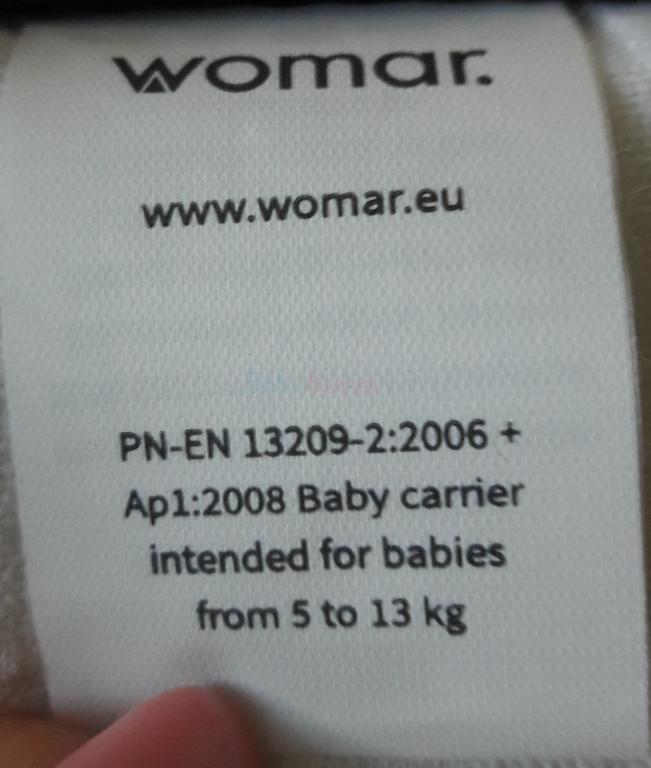 womar.
www.womar.eu
PN-EN 13209-2:2006 +
Ap1:2008 Baby carrier
intended for babies
from 5 to 13 kg